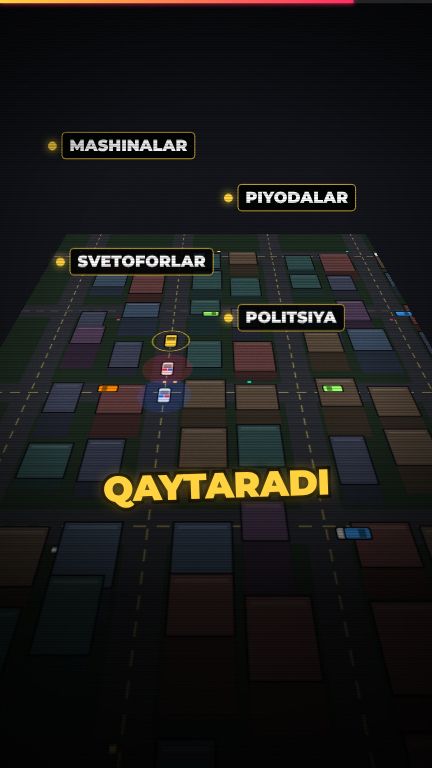 MASHINALAR
PIYODALAR
SVETOFORLAR
POLITSIYA
QAYTARADI